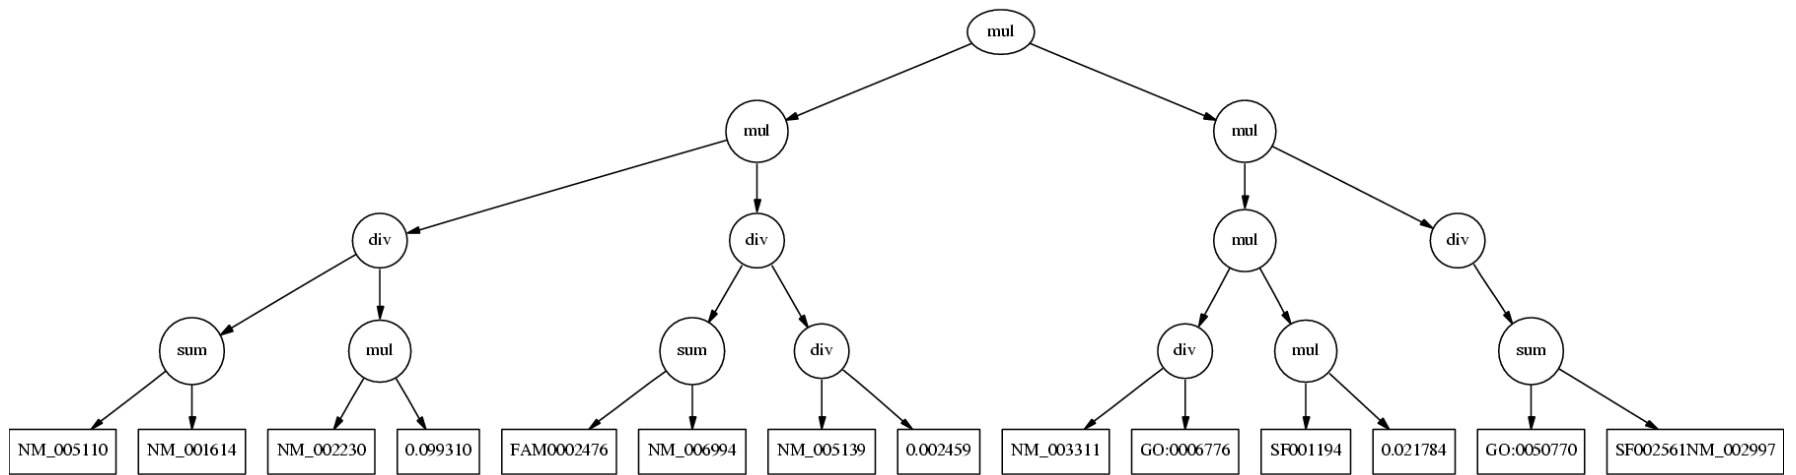 mul
mul mul
div div mul div
sum mul sum div div mul sum
NM_005110 NM_001614 NM_002230 0.099310 FAM0002476 NM_006994 NM_005139 0.002459 NM_003311 GO:0006776 SF001194 0.021784 GO:0050770 SF002561NM_002997